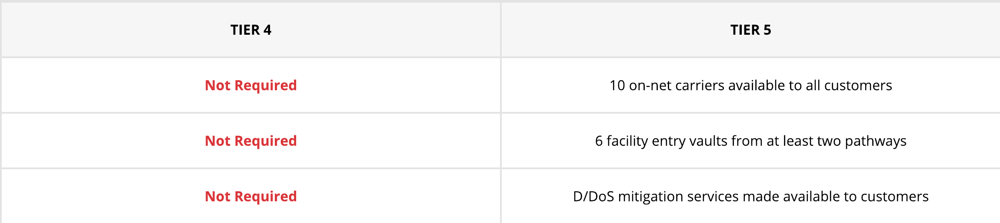 TIER 4
TIER 5
Not Required
10 on-net carriers available to all customers
Not Required
6 facility entry vaults from at least two pathways
Not Required
D/DoS mitigation services made available to customers